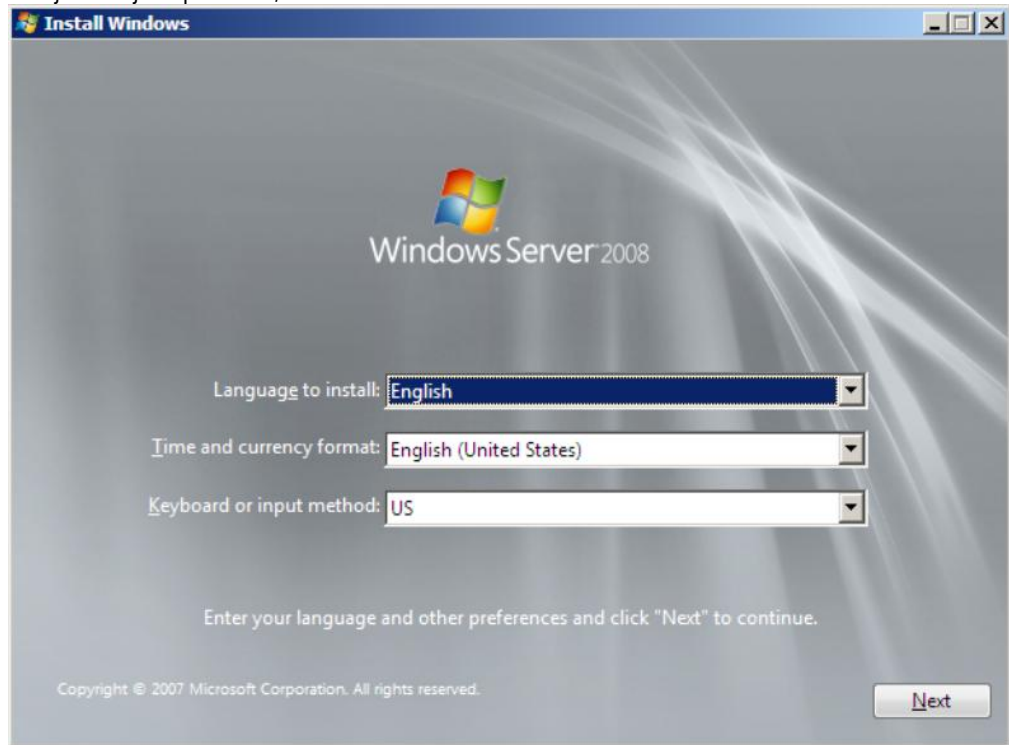 Install Windows
Windows Server 2008
Language to install: English
Time and currency format: English (United States)
Keyboard or input method: US
Enter your language and other preferences and click "Next" to continue.
Copyright © 2007 Microsoft Corporation. All rights reserved.
Next